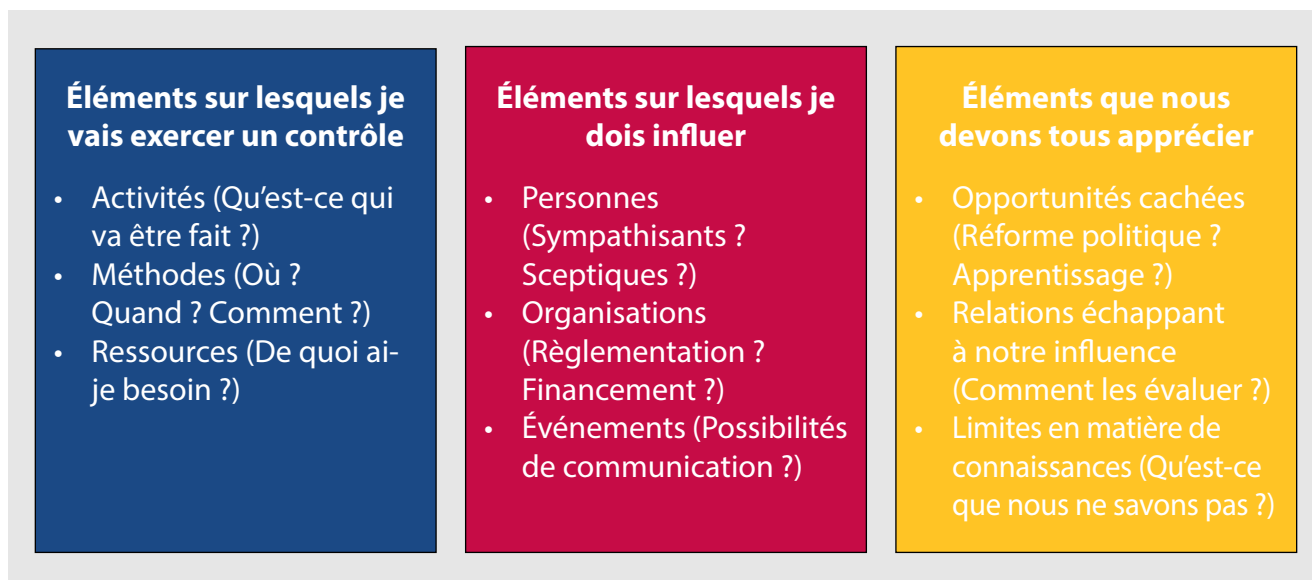 Éléments sur lesquels je
vais exercer un contrôle
• Activités (Qu’est-ce qui
va être fait ?)
• Méthodes (Où ?
Quand ? Comment ?)
• Ressources (De quoi ai-
je besoin ?)
Éléments sur lesquels je
dois influer
• Personnes
(Sympathisants ?
Sceptiques ?)
• Organisations
(Règlementation ?
Financement ?)
• Événements (Possibilités
de communication ?)
Éléments que nous
devons tous apprécier
• Opportunités cachées
(Réforme politique ?
Apprentissage ?)
• Relations échappant
à notre influence
(Comment les évaluer ?)
• Limites en matière de
connaissances (Qu’est-ce
que nous ne savons pas ?)